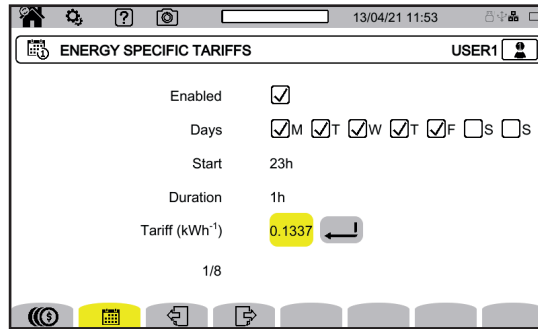 ? 13/04/21 11:53
ENERGY SPECIFIC TARIFFS USER1
Enabled
Days M T W T F S S
Start 23h
Duration 1h
Tariff (kWh⁻¹) 0.1337
1/8
$